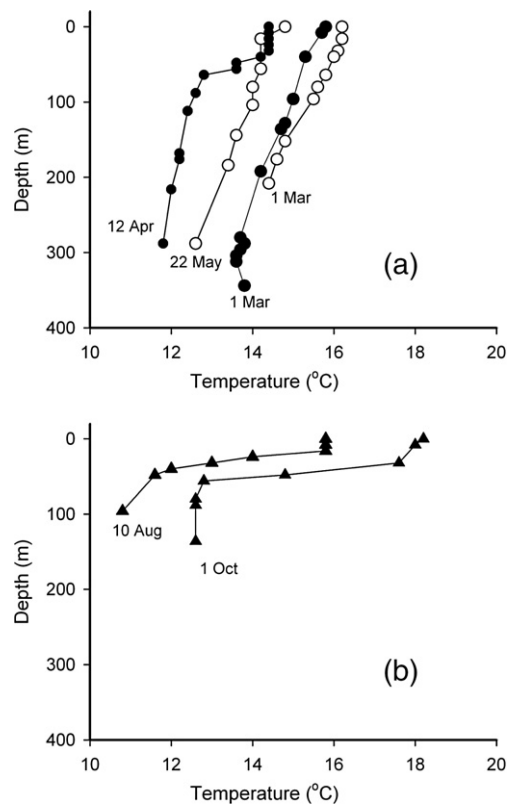 0
100
200
300
400
Depth (m)
12 Apr
22 May
1 Mar
1 Mar
(a)
10 12 14 16 18 20
Temperature (°C)
0
100
200
300
400
Depth (m)
10 Aug
1 Oct
(b)
10 12 14 16 18 20
Temperature (°C)